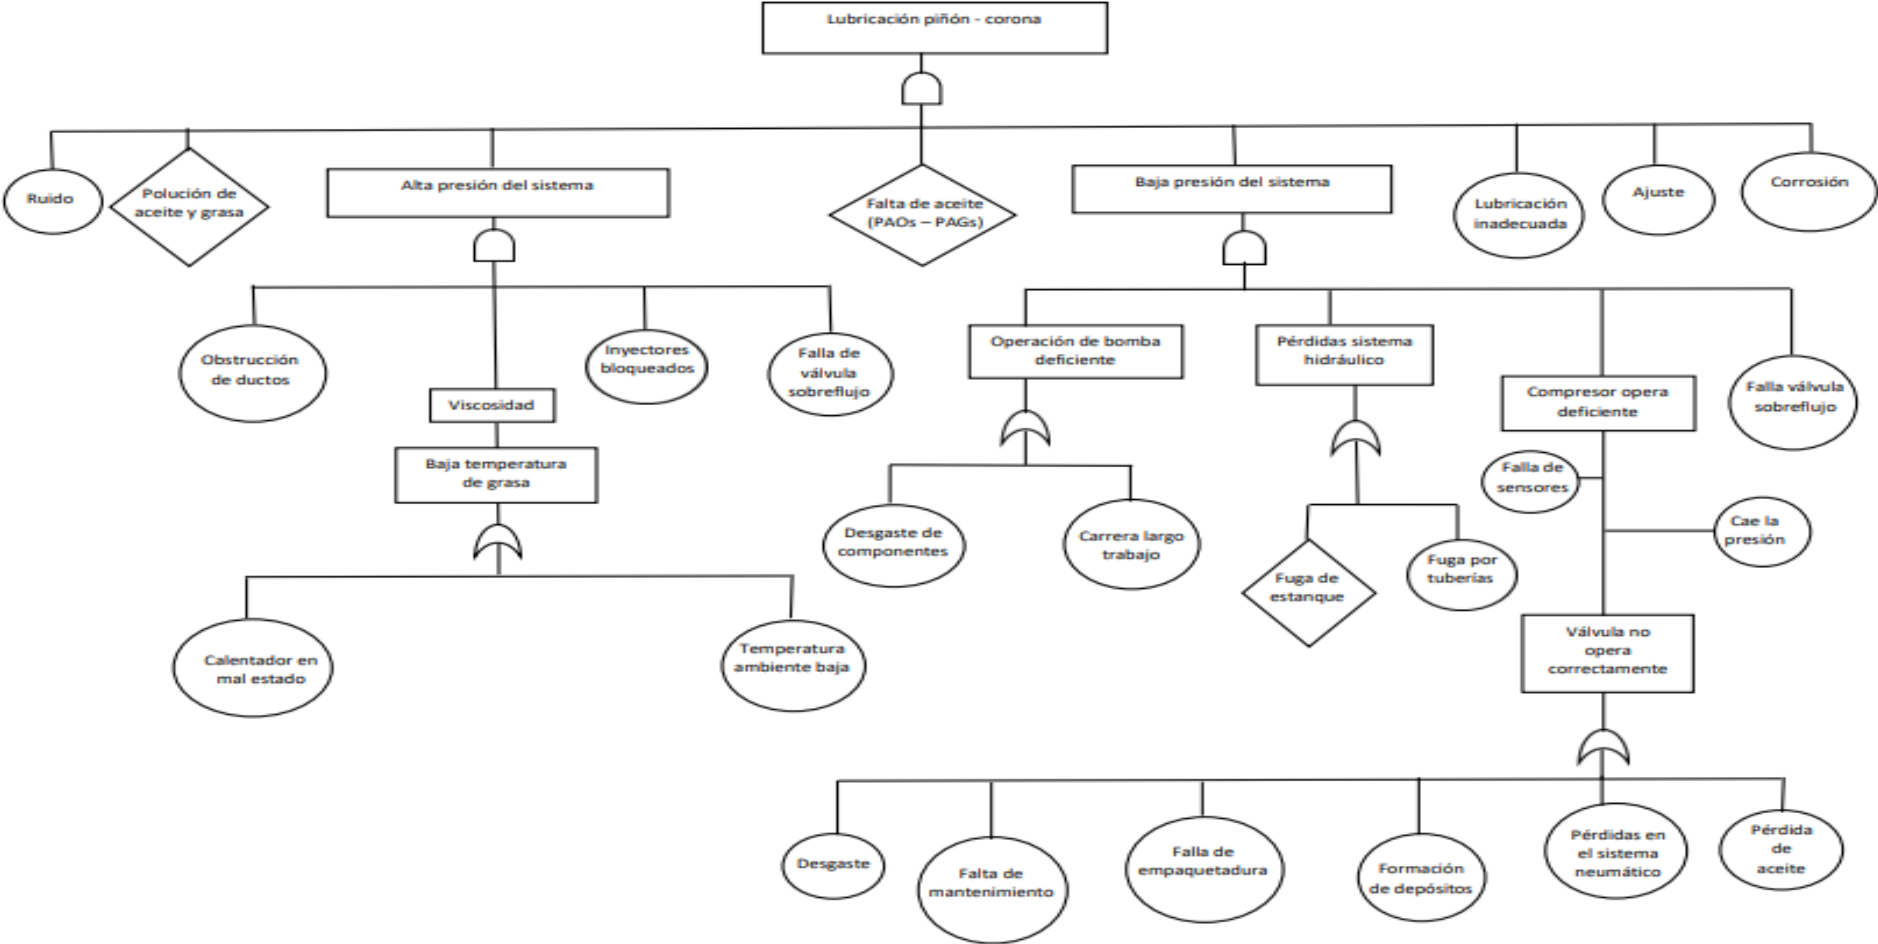 Lubricación piñón - corona
Ruido
Polución de
aceite y grasa
Alta presión del sistema
Falta de aceite
(PAOs – PAGs)
Baja presión del sistema
Lubricación
inadecuada
Ajuste
Corrosión
Obstrucción
de ductos
Viscosidad
Inyectores
bloqueados
Falla de
válvula
sobreflujo
Baja temperatura
de grasa
Calentador en
mal estado
Temperatura
ambiente baja
Operación de bomba
deficiente
Pérdidas sistema
hidráulico
Compresor opera
deficiente
Falla válvula
sobreflujo
Desgaste de
componentes
Carrera largo
trabajo
Fuga de
estanque
Fuga por
tuberías
Falla de
sensores
Cae la
presión
Válvula no
opera
correctamente
Desgaste
Falta de
mantenimiento
Falla de
empaquetadura
Formación
de depósitos
Pérdidas en
el sistema
neumático
Pérdida
de
aceite